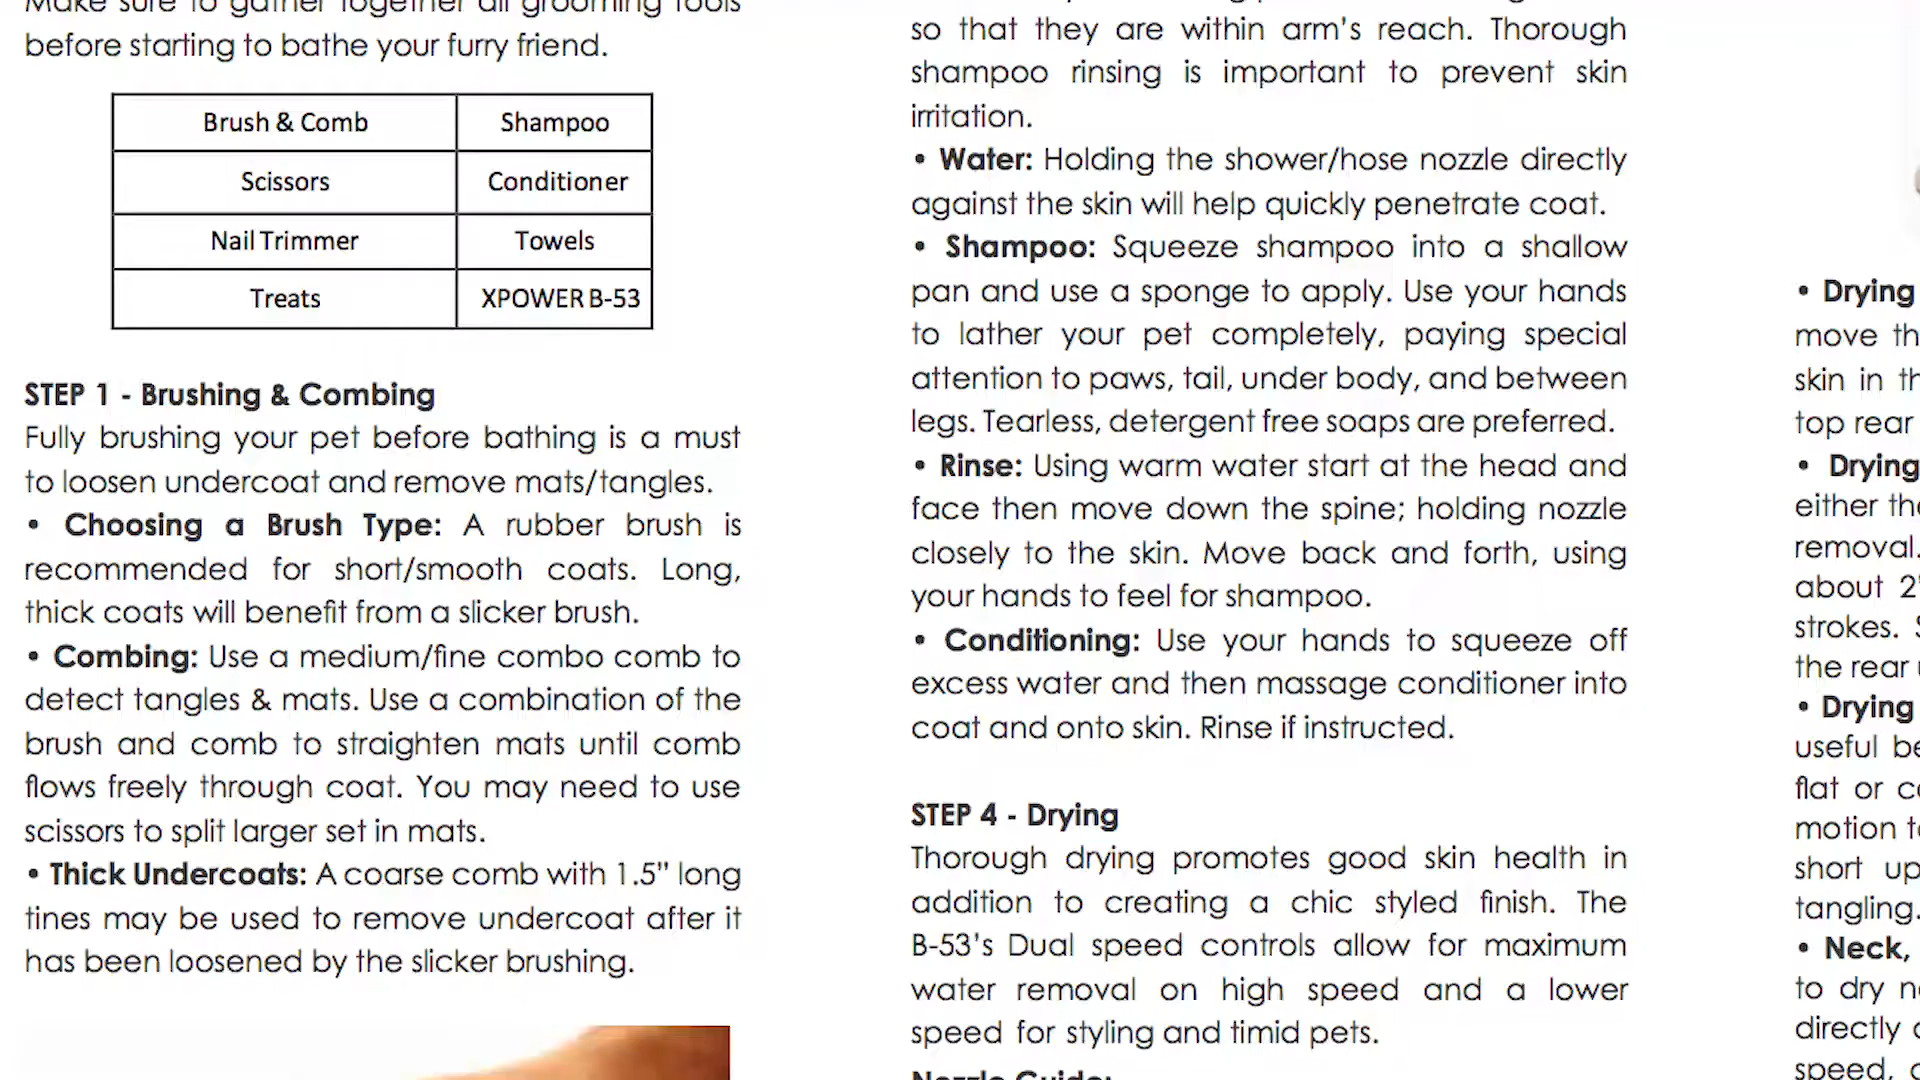 Make sure to gather together all grooming tools
before starting to bathe your furry friend.
Brush & Comb Shampoo
Scissors Conditioner
Nail Trimmer Towels
Treats XPOWER B-53
STEP 1 - Brushing & Combing
Fully brushing your pet before bathing is a must
to loosen undercoat and remove mats/tangles.
• Choosing a Brush Type: A rubber brush is
recommended for short/smooth coats. Long,
thick coats will benefit from a slicker brush.
• Combing: Use a medium/fine combo comb to
detect tangles & mats. Use a combination of the
brush and comb to straighten mats until comb
flows freely through coat. You may need to use
scissors to split larger set in mats.
• Thick Undercoats: A coarse comb with 1.5” long
tines may be used to remove undercoat after it
has been loosened by the slicker brushing.
so that they are within arm’s reach. Thorough
shampoo rinsing is important to prevent skin
irritation.
• Water: Holding the shower/hose nozzle directly
against the skin will help quickly penetrate coat.
• Shampoo: Squeeze shampoo into a shallow
pan and use a sponge to apply. Use your hands
to lather your pet completely, paying special
attention to paws, tail, under body, and between
legs. Tearless, detergent free soaps are preferred.
• Rinse: Using warm water start at the head and
face then move down the spine; holding nozzle
closely to the skin. Move back and forth, using
your hands to feel for shampoo.
• Conditioning: Use your hands to squeeze off
excess water and then massage conditioner into
coat and onto skin. Rinse if instructed.
STEP 4 - Drying
Thorough drying promotes good skin health in
addition to creating a chic styled finish. The
B-53’s Dual speed controls allow for maximum
water removal on high speed and a lower
speed for styling and timid pets.
Nozzle Guide:
• Drying
move
skin in
top rear
• Drying
either
removal.
about 2"
strokes.
the rear
• Drying
useful
flat or
motion
short up
tangling.
• Neck,
to dry
directly
speed,